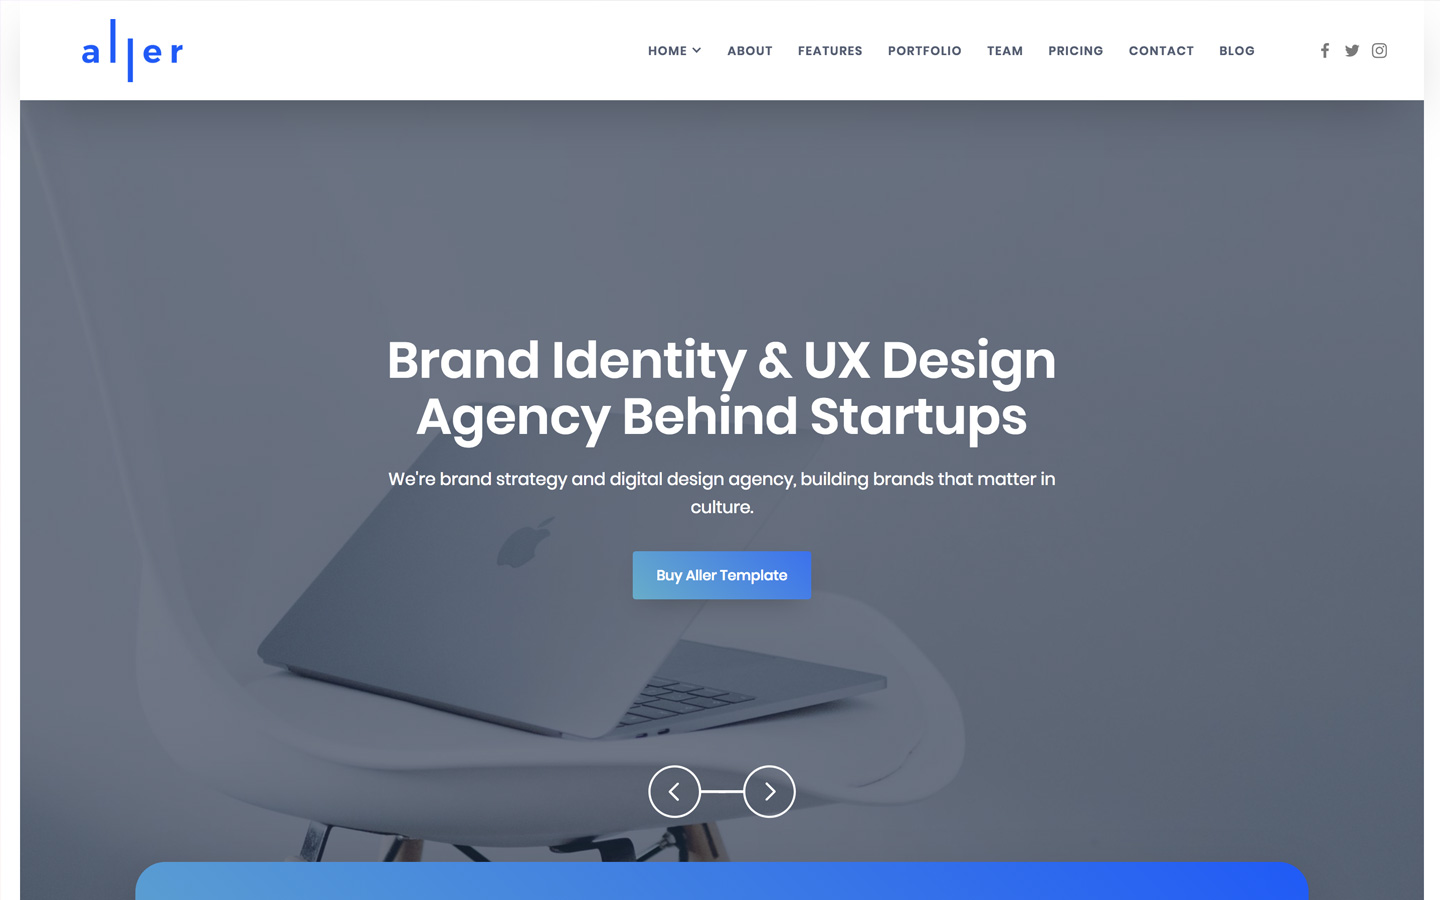 aller
HOME ABOUT FEATURES PORTFOLIO TEAM PRICING CONTACT BLOG
Brand Identity & UX Design
Agency Behind Startups
We're brand strategy and digital design agency, building brands that matter in
culture.
Buy Aller Template